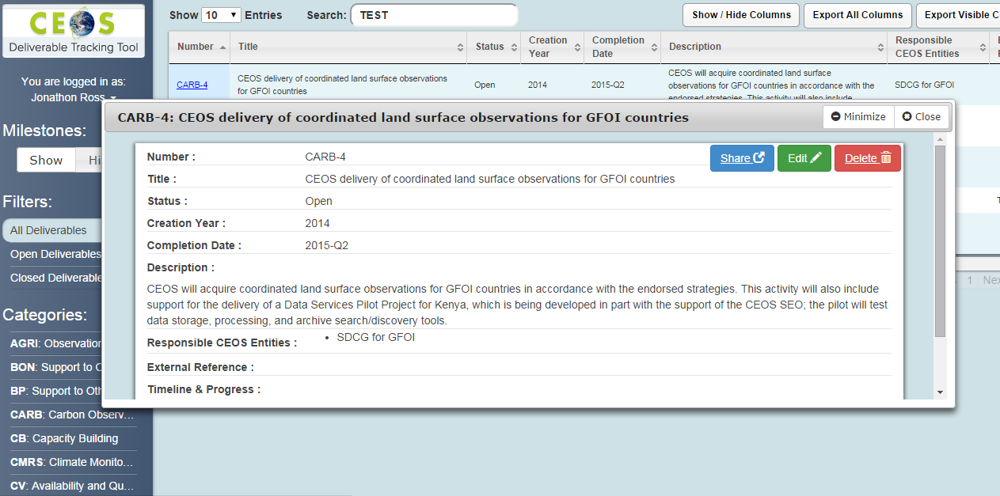 CEOS
Deliverable Tracking Tool
You are logged in as:
Jonathon Ross
Milestones:
Show Hi
Filters:
All Deliverables
Open Deliverables
Closed Deliverable
Categories:
AGRI: Observation
BON: Support to
BP: Support to Oth
CARB: Carbon Observ...
CB: Capacity Building
CMRS: Climate Monito...
CV: Availability and Qu...
Show 10 Entries Search: TEST Show / Hide Columns Export All Columns Export Visible C
Number Title Status Creation Year Completion Date Description Responsible CEOS Entities
CARB-4 CEOS delivery of coordinated land surface observations for GFOI countries Open 2014 2015-Q2 CEOS will acquire coordinated land surface observations for GFOI countries in accordance with the endorsed strategies. This activity will also include SDCG for GFOI
CARB-4: CEOS delivery of coordinated land surface observations for GFOI countries Minimize Close
Share Edit Delete
Number : CARB-4
Title : CEOS delivery of coordinated land surface observations for GFOI countries
Status : Open
Creation Year : 2014
Completion Date : 2015-Q2
Description :
CEOS will acquire coordinated land surface observations for GFOI countries in accordance with the endorsed strategies. This activity will also include
support for the delivery of a Data Services Pilot Project for Kenya, which is being developed in part with the support of the CEOS SEO; the pilot will test
data storage, processing, and archive search/discovery tools.
Responsible CEOS Entities : • SDCG for GFOI
External Reference :
Timeline & Progress :
1 Nex